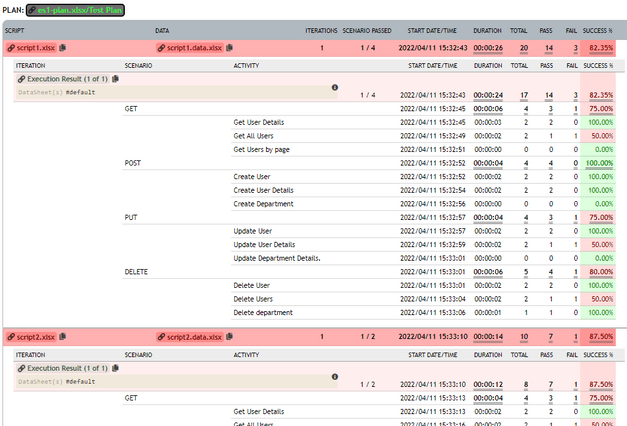 PLAN: es1-plan.xlsx/Test Plan
SCRIPT DATA ITERATIONS SCENARIO PASSED START DATE/TIME DURATION TOTAL PASS FAIL SUCCESS %
script1.xlsx script1.data.xlsx 1 1 / 4 2022/04/11 15:32:43 00:00:26 20 14 3 82.35%
ITERATION SCENARIO ACTIVITY START DATE/TIME DURATION TOTAL PASS FAIL SUCCESS %
Execution Result (1 of 1)
DataSheet(s) #default 1 / 4 2022/04/11 15:32:43 00:00:24 17 14 3 82.35%
GET 2022/04/11 15:32:45 00:00:06 4 3 1 75.00%
Get User Details 2022/04/11 15:32:45 00:00:03 2 2 0 100.00%
Get All Users 2022/04/11 15:32:49 00:00:02 2 1 1 50.00%
Get Users by page 2022/04/11 15:32:51 00:00:00 0 0 0 0.00%
POST 2022/04/11 15:32:52 00:00:04 4 4 0 100.00%
Create User 2022/04/11 15:32:52 00:00:02 2 2 0 100.00%
Create User Details 2022/04/11 15:32:54 00:00:02 2 2 0 100.00%
Create Department 2022/04/11 15:32:56 00:00:00 0 0 0 0.00%
PUT 2022/04/11 15:32:57 00:00:04 4 3 1 75.00%
Update User 2022/04/11 15:32:57 00:00:02 2 2 0 100.00%
Update User Details 2022/04/11 15:32:59 00:00:02 2 1 1 50.00%
Update Department Details. 2022/04/11 15:33:01 00:00:00 0 0 0 0.00%
DELETE 2022/04/11 15:33:01 00:00:06 5 4 1 80.00%
Delete User 2022/04/11 15:33:01 00:00:02 2 2 0 100.00%
Delete Users 2022/04/11 15:33:04 00:00:02 2 1 1 50.00%
Delete department 2022/04/11 15:33:06 00:00:01 1 1 0 100.00%
script2.xlsx script2.data.xlsx 1 1 / 2 2022/04/11 15:33:10 00:00:14 10 7 1 87.50%
ITERATION SCENARIO ACTIVITY START DATE/TIME DURATION TOTAL PASS FAIL SUCCESS %
Execution Result (1 of 1)
DataSheet(s) #default 1 / 2 2022/04/11 15:33:10 00:00:12 8 7 1 87.50%
GET 2022/04/11 15:33:13 00:00:04 4 3 1 75.00%
Get User Details 2022/04/11 15:33:13 00:00:02 2 2 0 100.00%
Get All Users 2022/04/11 15:33:16 00:00:02 2 1 1 50.00%